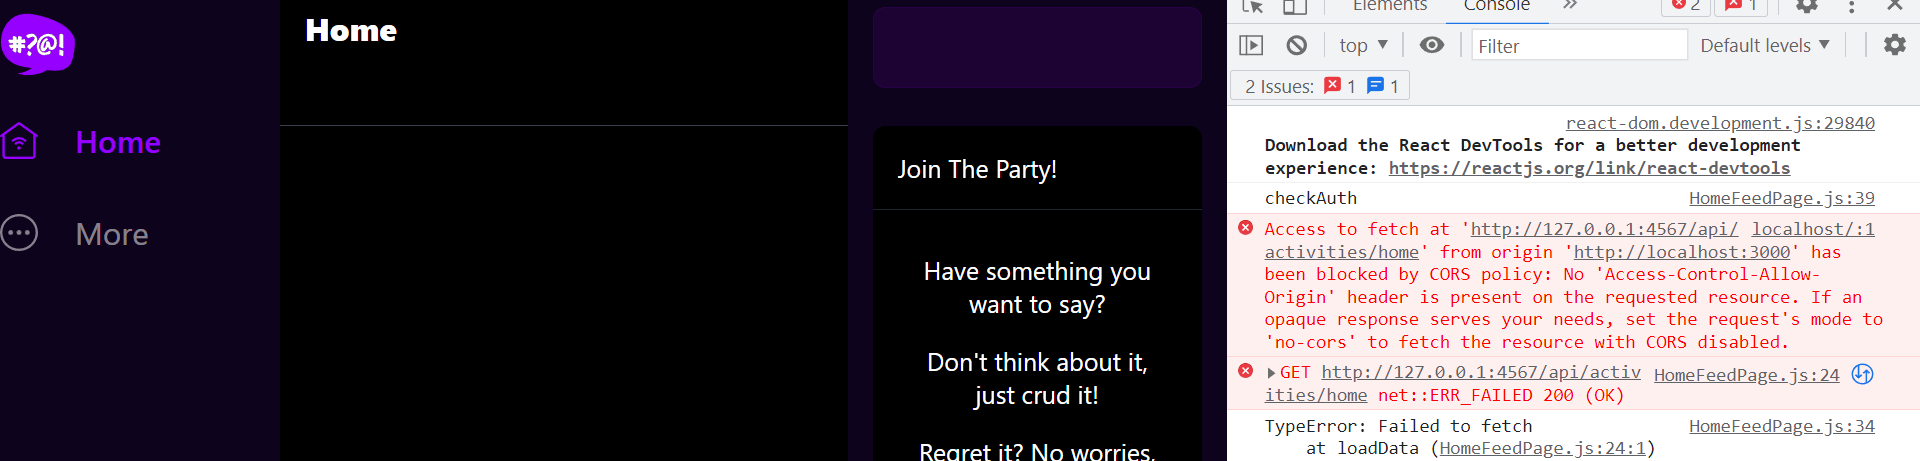 #?@!
Home
More
Home
Join The Party!
Have something you
want to say?
Don't think about it,
just crud it!
Regret it? No worries,
Elements
Console
2
1
top
Filter
Default levels
2 Issues:
1
1
react-dom.development.js:29840
Download the React DevTools for a better development
experience: https://reactjs.org/link/react-devtools
checkAuth HomeFeedPage.js:39
Access to fetch at 'http://127.0.0.1:4567/api/ localhost/:1
activities/home' from origin 'http://localhost:3000' has
been blocked by CORS policy: No 'Access-Control-Allow-
Origin' header is present on the requested resource. If an
opaque response serves your needs, set the request's mode to
'no-cors' to fetch the resource with CORS disabled.
GET http://127.0.0.1:4567/api/activ HomeFeedPage.js:24
ities/home net::ERR_FAILED 200 (OK)
TypeError: Failed to fetch HomeFeedPage.js:34
at loadData (HomeFeedPage.js:24:1)